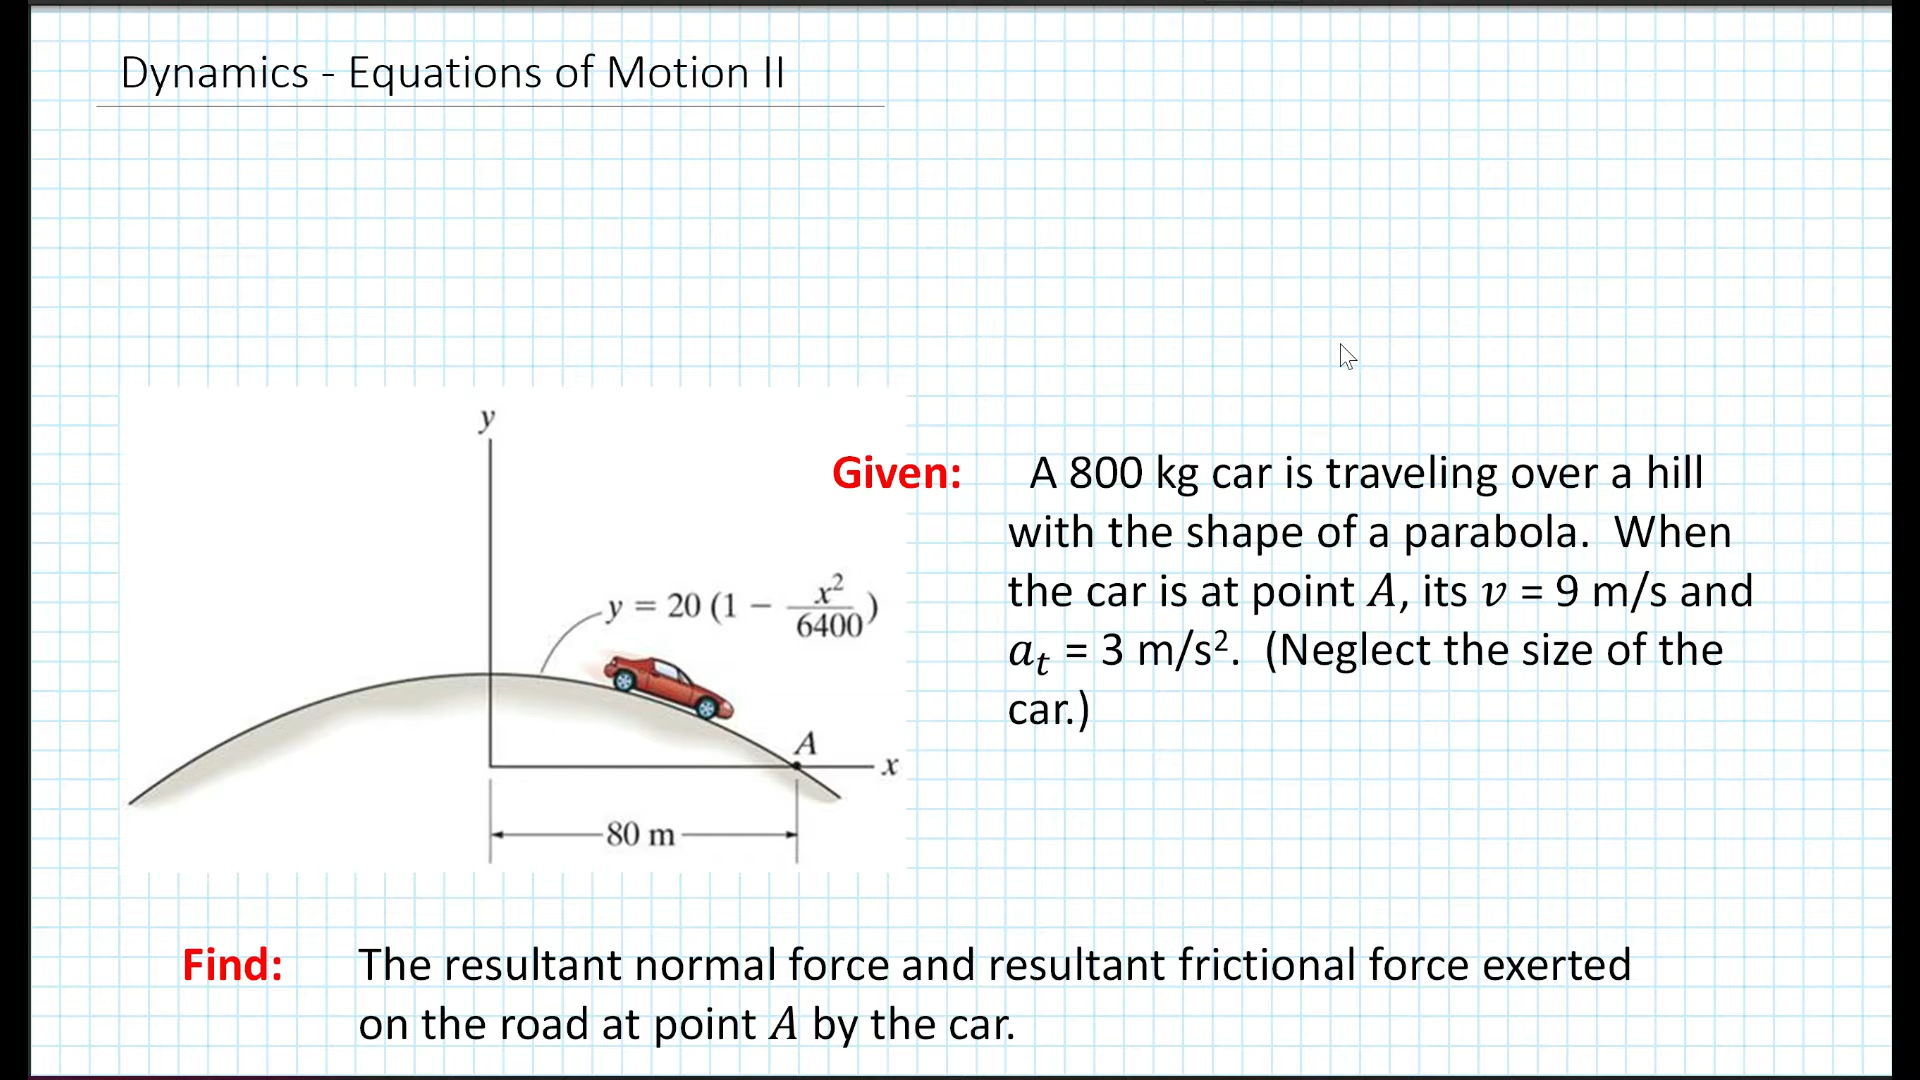 Dynamics - Equations of Motion II
y
y = 20 (1 − x²/6400)
A
x
80 m
Given: A 800 kg car is traveling over a hill
with the shape of a parabola. When
the car is at point A, its v = 9 m/s and
aₜ = 3 m/s². (Neglect the size of the
car.)
Find: The resultant normal force and resultant frictional force exerted
on the road at point A by the car.